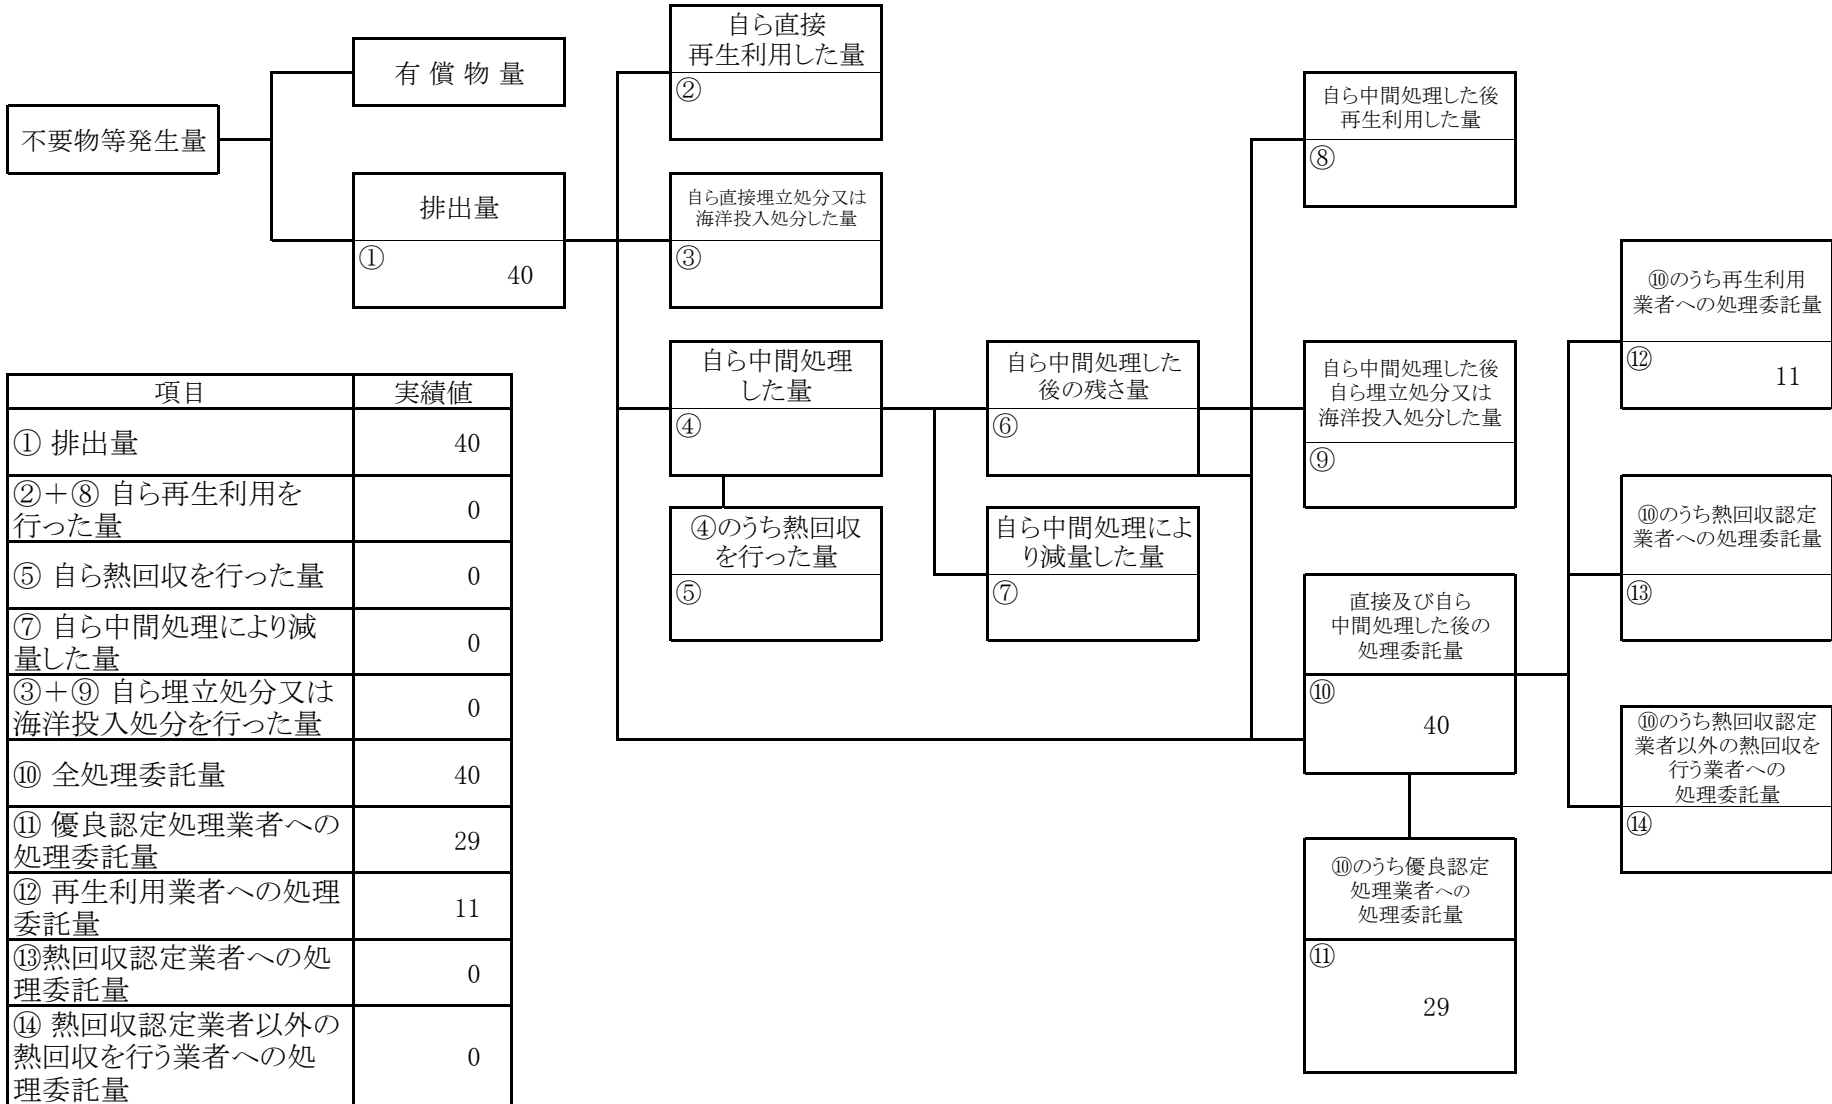 不要物等発生量
有 償 物 量
排出量
①
40
自ら直接
再生利用した量
②
自ら直接埋立処分又は
海洋投入処分した量
③
自ら中間処理
した量
④
④のうち熱回収
を行った量
⑤
自ら中間処理した
後の残さ量
⑥
自ら中間処理によ
り減量した量
⑦
自ら中間処理した後
再生利用した量
⑧
自ら中間処理した後
自ら埋立処分又は
海洋投入処分した量
⑨
直接及び自ら
中間処理した後の
処理委託量
⑩
40
⑩のうち優良認定
処理業者への
処理委託量
⑪
29
⑩のうち再生利用
業者への処理委託量
⑫
11
⑩のうち熱回収認定
業者への処理委託量
⑬
⑩のうち熱回収認定
業者以外の熱回収を
行う業者への
処理委託量
⑭
項目 実績値
① 排出量 40
②＋⑧ 自ら再生利用を
行った量 0
⑤ 自ら熱回収を行った量 0
⑦ 自ら中間処理により減
量した量 0
③＋⑨ 自ら埋立処分又は
海洋投入処分を行った量 0
⑩ 全処理委託量 40
⑪ 優良認定処理業者への
処理委託量 29
⑫ 再生利用業者への処理
委託量 11
⑬熱回収認定業者への処
理委託量 0
⑭ 熱回収認定業者以外の
熱回収を行う業者への処
理委託量 0